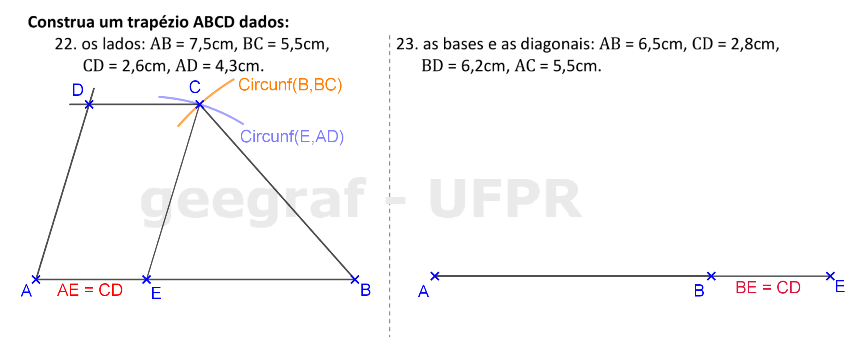 Construa um trapézio ABCD dados:
22. os lados: AB = 7,5cm, BC = 5,5cm,
CD = 2,6cm, AD = 4,3cm.
D
C
Circunf(B,BC)
Circunf(E,AD)
A
AE = CD
E
B
23. as bases e as diagonais: AB = 6,5cm, CD = 2,8cm,
BD = 6,2cm, AC = 5,5cm.
A
B
BE = CD
E
geegraf - UFPR